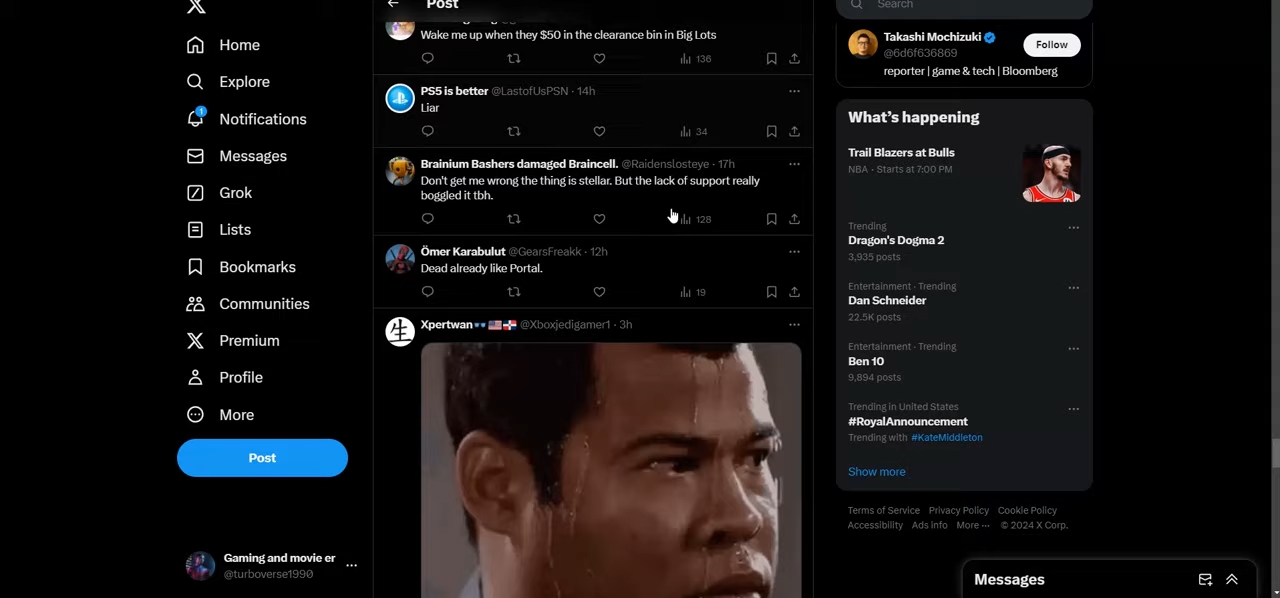 Post
Wake me up when they $50 in the clearance bin in Big Lots
136
PS5 is better @LastofUsPSN · 14h
Liar
34
Brainium Bashers damaged Braincell. @Raidenslosteye · 17h
Don't get me wrong the thing is stellar. But the lack of support really
boggled it tbh.
128
Ömer Karabulut @GearsFreakk · 12h
Dead already like Portal.
19
Xpertwan @Xboxjedigamer1 · 3h
生
Home
Explore
1
Notifications
Messages
Grok
Lists
Bookmarks
Communities
Premium
Profile
More
Post
Gaming and movie er
@turboverse1990
Search
Takashi Mochizuki
@6d6f636869
Follow
reporter | game & tech | Bloomberg
What's happening
Trail Blazers at Bulls
NBA · Starts at 7:00 PM
Trending
Dragon's Dogma 2
3,935 posts
Entertainment · Trending
Dan Schneider
22.5K posts
Entertainment · Trending
Ben 10
9,894 posts
Trending in United States
#RoyalAnnouncement
Trending with #KateMiddleton
Show more
Terms of Service Privacy Policy Cookie Policy
Accessibility Ads info More ··· © 2024 X Corp.
Messages